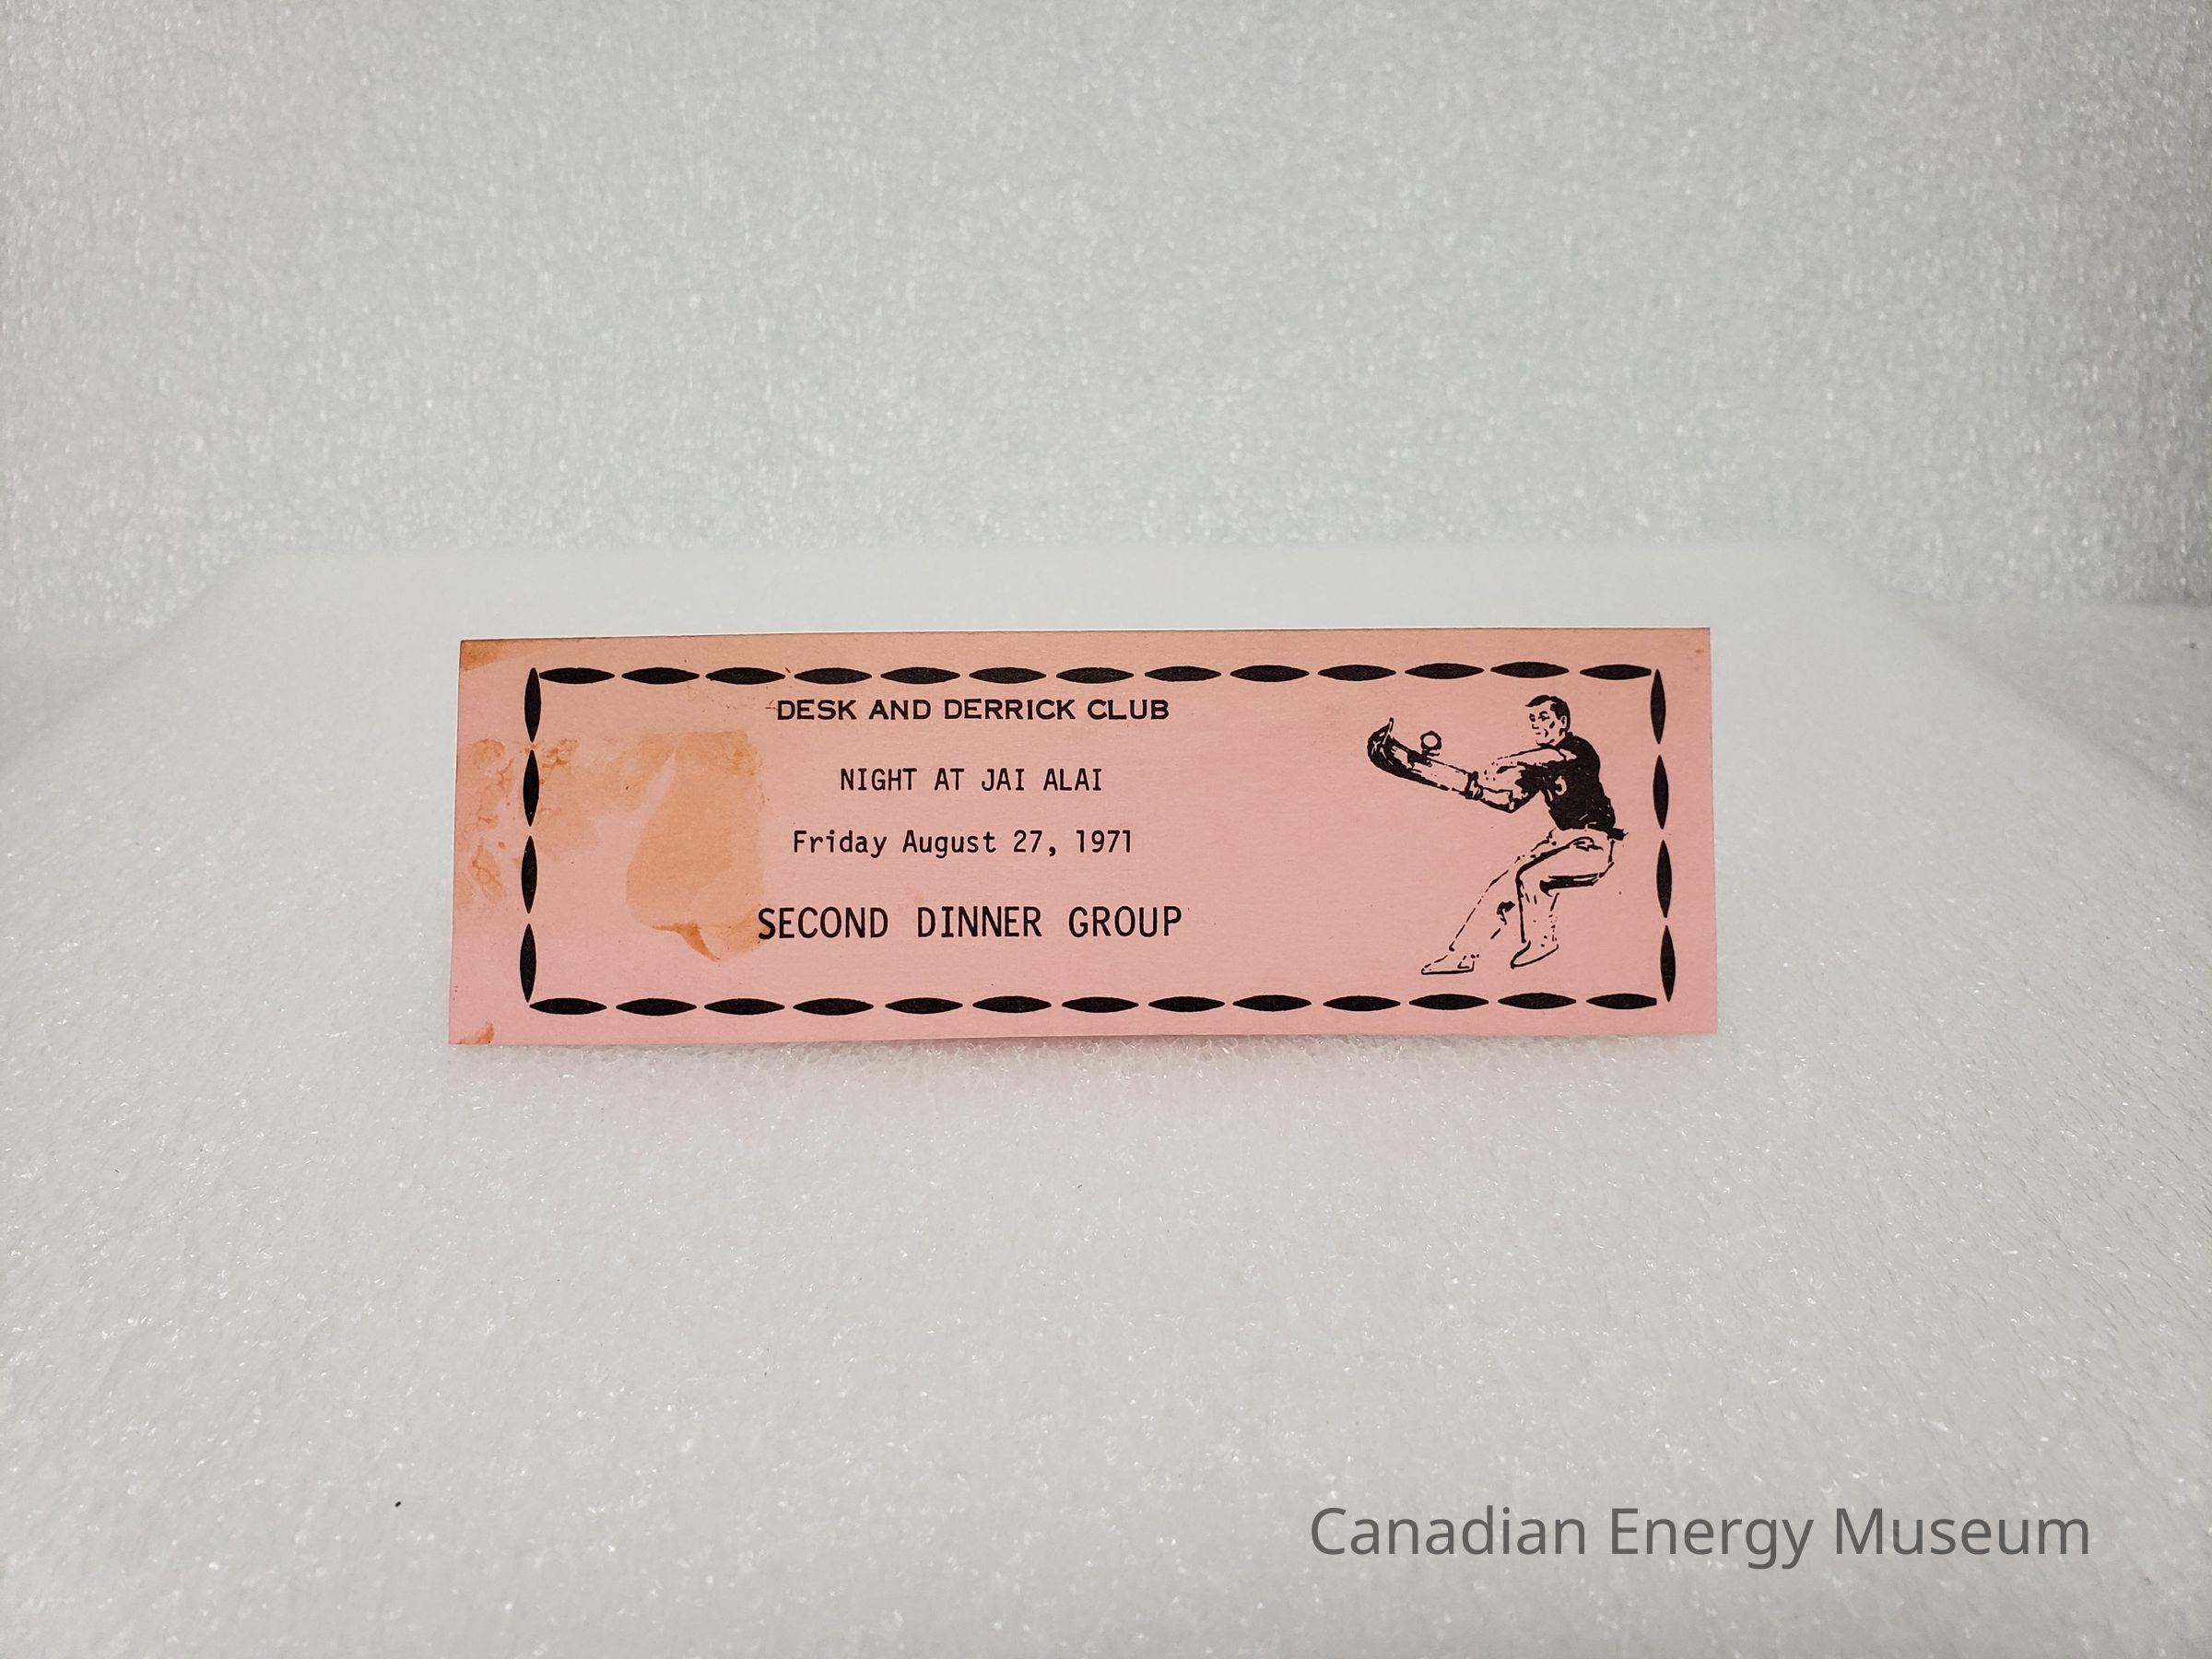 DESK AND DERRICK CLUB
NIGHT AT JAI ALAI
Friday August 27, 1971
SECOND DINNER GROUP
Canadian Energy Museum